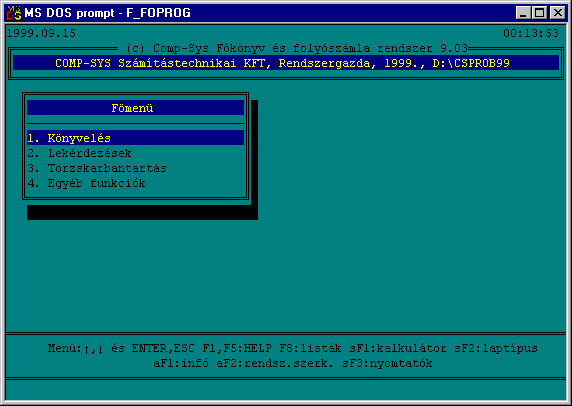 MS DOS prompt - F_FOPROG
1999.09.15 00:13:53
(c) Comp-Sys Főkönyv és folyószámla rendszer 9.03
COMP-SYS Számítástechnikai KFT, Rendszergazda, 1999., D:\CSPROB99
Főmenü
1. Könyvelés
2. Lekérdezések
3. Törzskarbantartás
4. Egyéb funkciók
Menü:↑,↓ és ENTER,ESC F1,F5:HELP F8:listák sF1:kalkulátor sF2:laptípus
aF1:infó aF2:rendsz.szerk. sF3:nyomtatók